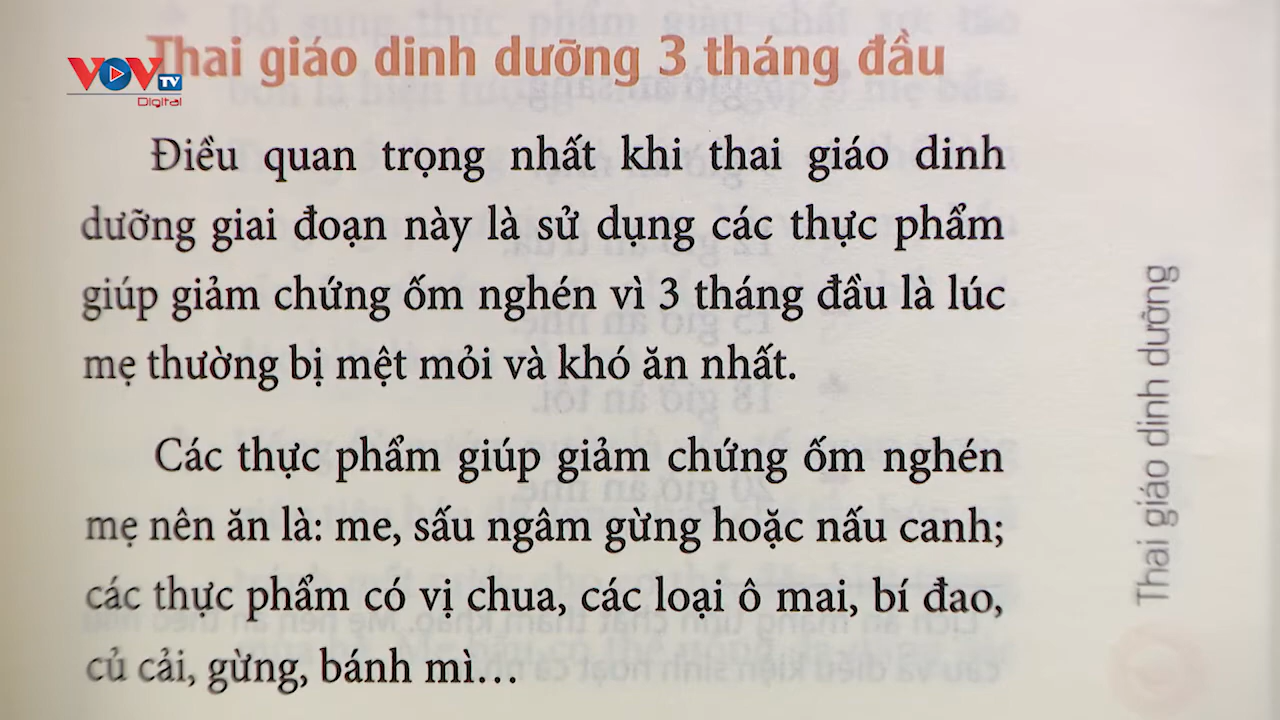 Thai giáo dinh dưỡng 3 tháng đầu
VOV TV
Digital
Điều quan trọng nhất khi thai giáo dinh
dưỡng giai đoạn này là sử dụng các thực phẩm
giúp giảm chứng ốm nghén vì 3 tháng đầu là lúc
mẹ thường bị mệt mỏi và khó ăn nhất.
Các thực phẩm giúp giảm chứng ốm nghén
mẹ nên ăn là: me, sấu ngâm gừng hoặc nấu canh;
các thực phẩm có vị chua, các loại ô mai, bí đao,
củ cải, gừng, bánh mì...
Thai giáo dinh dưỡng